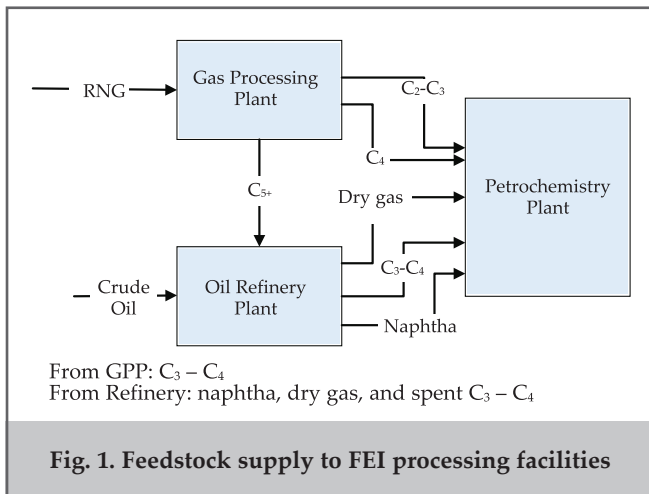 Gas Processing
Plant
RNG
C₂-C₃
C₄
Petrochemistry
Plant
C₅₊
Dry gas
Crude
Oil
Oil Refinery
Plant
C₃-C₄
Naphtha
From GPP: C₃ – C₄
From Refinery: naphtha, dry gas, and spent C₃ – C₄
Fig. 1. Feedstock supply to FEI processing facilities